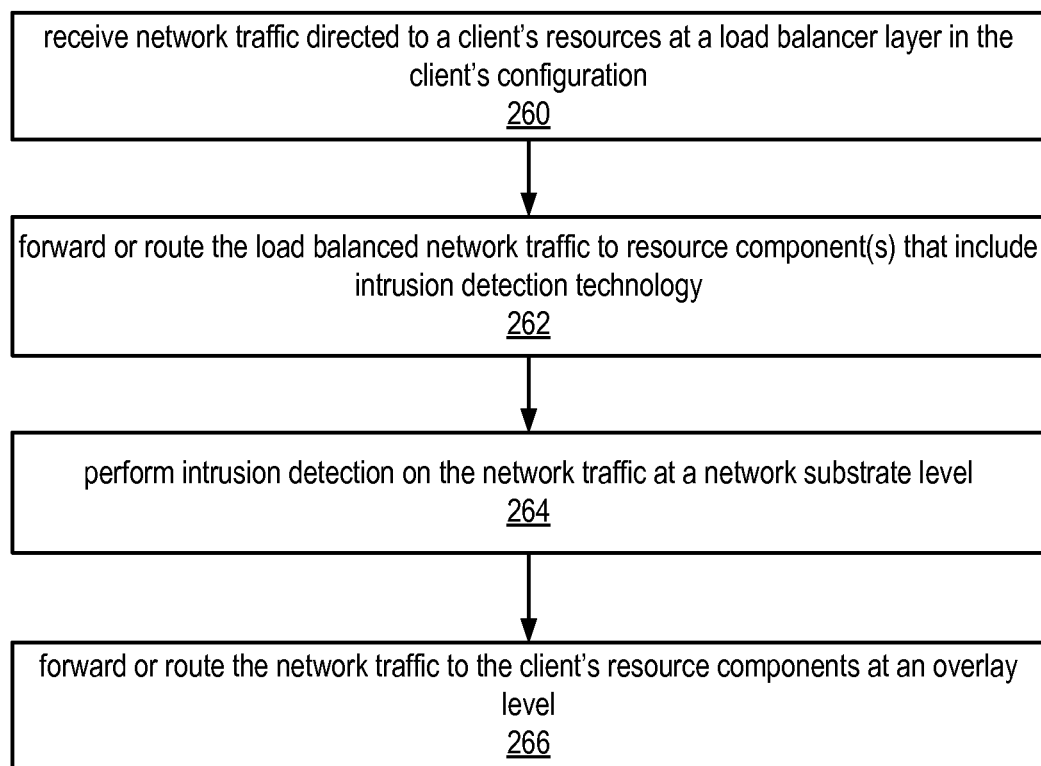 receive network traffic directed to a client’s resources at a load balancer layer in the
client’s configuration
260
forward or route the load balanced network traffic to resource component(s) that include
intrusion detection technology
262
perform intrusion detection on the network traffic at a network substrate level
264
forward or route the network traffic to the client’s resource components at an overlay
level
266